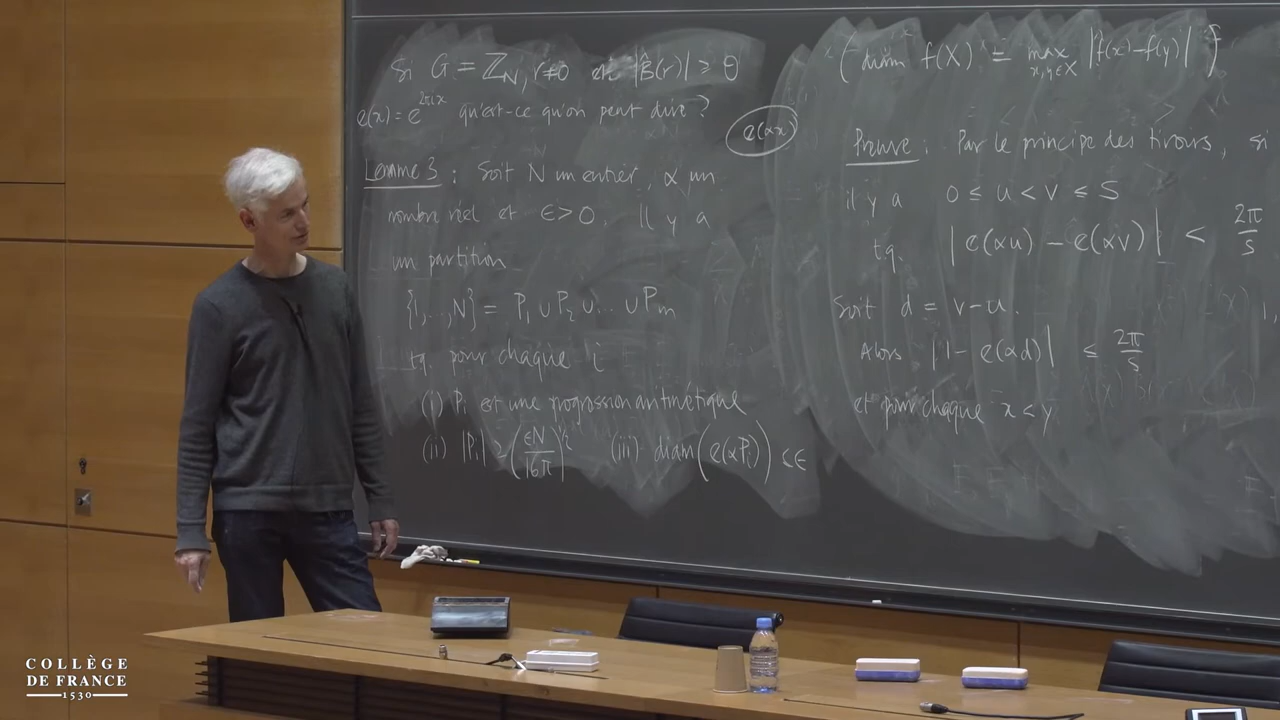 Si G = ℤ_N, r≠0 et |B̂(r)| ≥ θ
e(x) = e^{2πix} qu'est-ce qu'on peut dire ?
e(αx)
Lemme 3 : Soit N un entier, α un
nombre réel et ε>0. Il y a
un partition
{1,...,N} = P₁ ∪ P₂ ∪ ... ∪ Pₘ
tq. pour chaque i
(i) Pᵢ est une progression arithmétique
(ii) |Pᵢ| ≥ (εN/16π)^{1/2} (iii) diam(e(αPᵢ)) ≤ ε
(diam f(X) = max_{x,y∈X} |f(x)-f(y)|)
Preuve : Par le principe des tiroirs, si
il y a 0 ≤ u < v ≤ S
tq. |e(αu) - e(αv)| < 2π/s
Soit d = v-u.
Alors |1 - e(αd)| ≤ 2π/s
et pour chaque x < y
COLLÈGE
DE FRANCE
1530